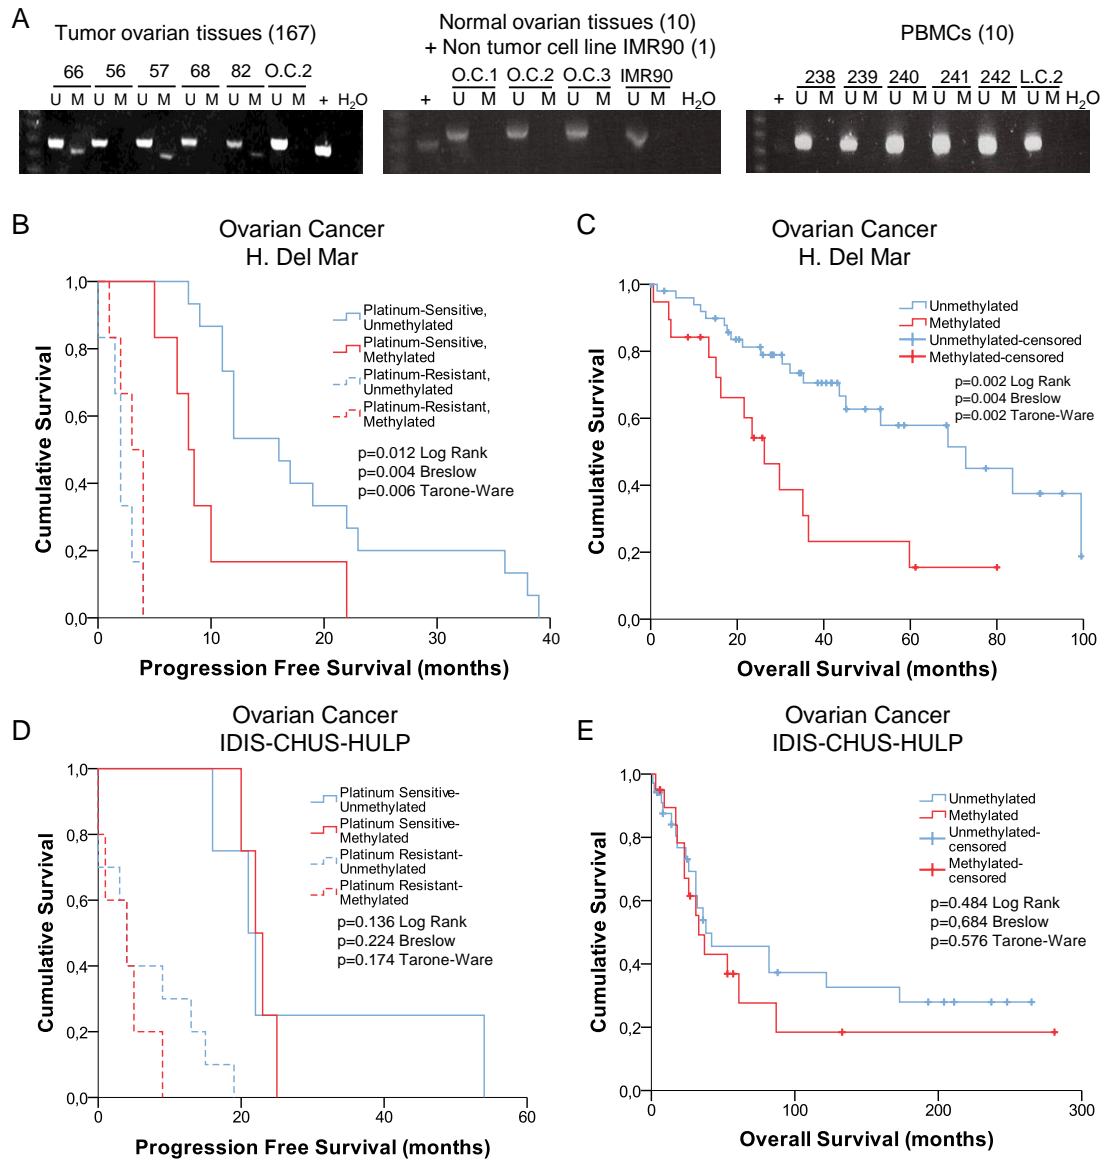 A
Tumor ovarian tissues (167)
66 56 57 68 82 O.C.2
U M U M U M U M U M U M + H2O
Normal ovarian tissues (10)
+ Non tumor cell line IMR90 (1)
O.C.1 O.C.2 O.C.3 IMR90
+ U M U M U M U M H2O
PBMCs (10)
238 239 240 241 242 L.C.2
+ U M U M U M U M U M U M H2O
B
Ovarian Cancer
H. Del Mar
Cumulative Survival
1,0
0,8
0,6
0,4
0,2
0,0
0 10 20 30 40
Progression Free Survival (months)
Platinum-Sensitive,
Unmethylated
Platinum-Sensitive,
Methylated
Platinum-Resistant,
Unmethylated
Platinum-Resistant,
Methylated
p=0.012 Log Rank
p=0.004 Breslow
p=0.006 Tarone-Ware
C
Ovarian Cancer
H. Del Mar
Cumulative Survival
1,0
0,8
0,6
0,4
0,2
0,0
0 20 40 60 80 100
Overall Survival (months)
Unmethylated
Methylated
Unmethylated-censored
Methylated-censored
p=0.002 Log Rank
p=0.004 Breslow
p=0.002 Tarone-Ware
D
Ovarian Cancer
IDIS-CHUS-HULP
Cumulative Survival
1,0
0,8
0,6
0,4
0,2
0,0
0 20 40 60
Progression Free Survival (months)
Platinum Sensitive-
Unmethylated
Platinum Sensitive-
Methylated
Platinum Resistant-
Unmethylated
Platinum Resistant-
Methylated
p=0.136 Log Rank
p=0.224 Breslow
p=0.174 Tarone-Ware
E
Ovarian Cancer
IDIS-CHUS-HULP
Cumulative Survival
1,0
0,8
0,6
0,4
0,2
0,0
0 100 200 300
Overall Survival (months)
Unmethylated
Methylated
Unmethylated-
censored
Methylated-
censored
p=0.484 Log Rank
p=0,684 Breslow
p=0.576 Tarone-Ware